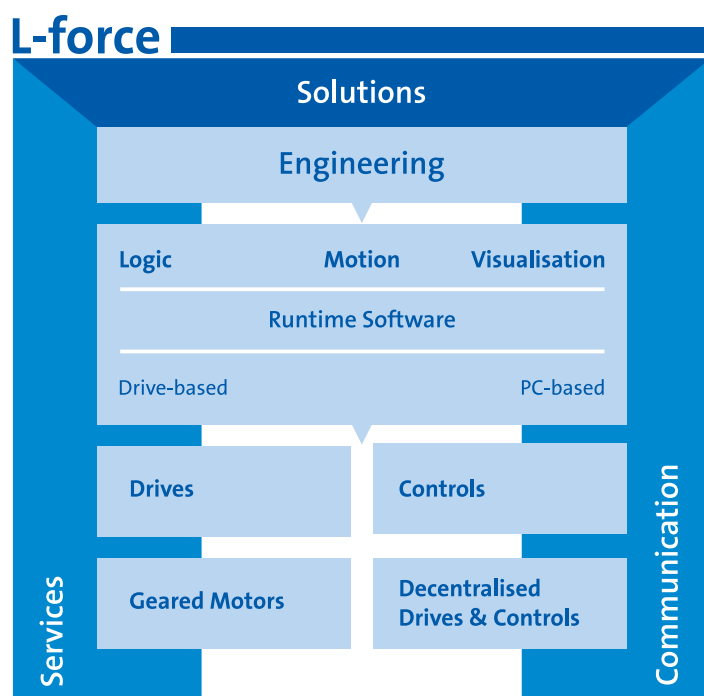 L-force
Solutions
Engineering
Logic Motion Visualisation
Runtime Software
Drive-based PC-based
Drives
Controls
Geared Motors
Decentralised
Drives & Controls
Services
Communication